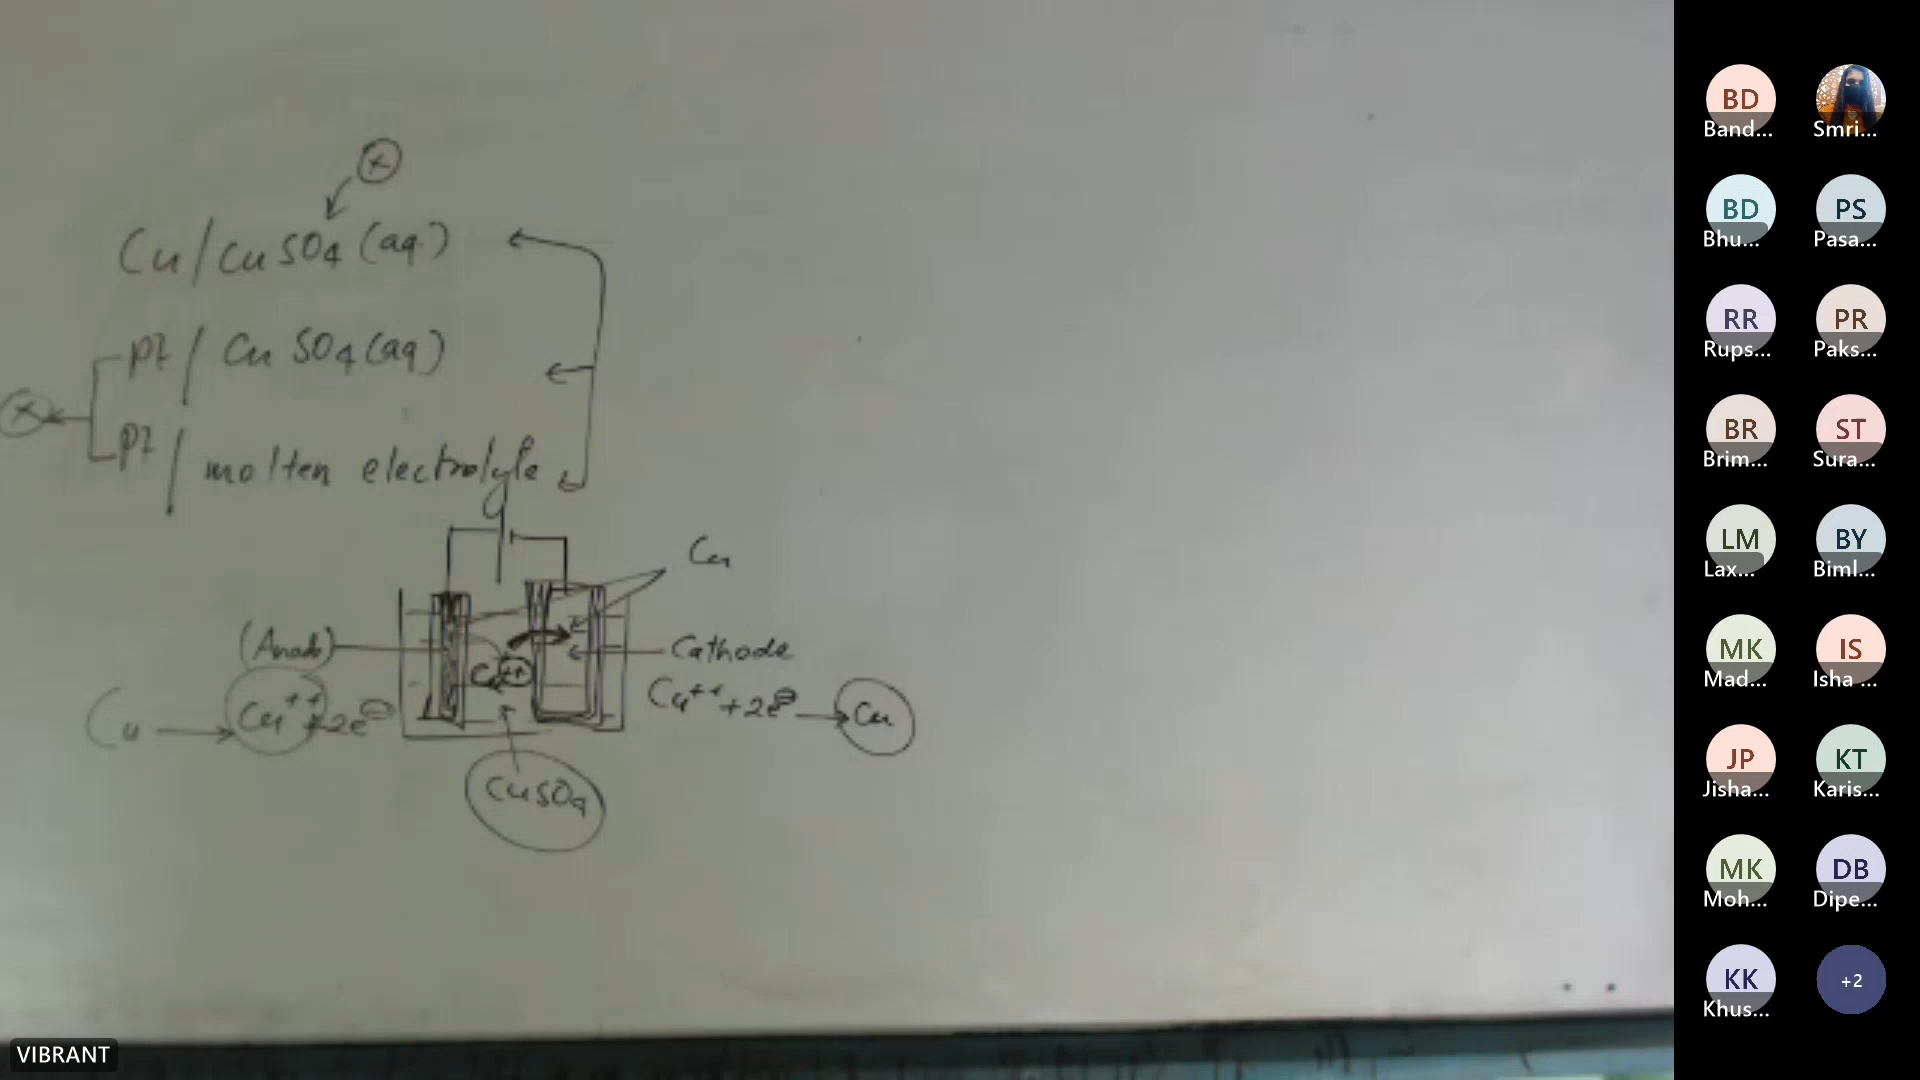 Cu/CuSO4 (aq.)
pt / CuSO4 (aq)
pt / molten electrolyte
Cu
(Anode)
Cathode
Cu++
Cu → Cu++ + 2e⊖
Cu++ + 2e⊖ → Cu
CuSO4
VIBRANT
BD
Band...
Smri...
BD
Bhu...
PS
Pasa...
RR
Rups...
PR
Paks...
BR
Brim...
ST
Sura...
LM
Lax...
BY
Biml...
MK
Mad...
IS
Isha ...
JP
Jisha...
KT
Karis...
MK
Moh...
DB
Dipe...
KK
Khus...
+2